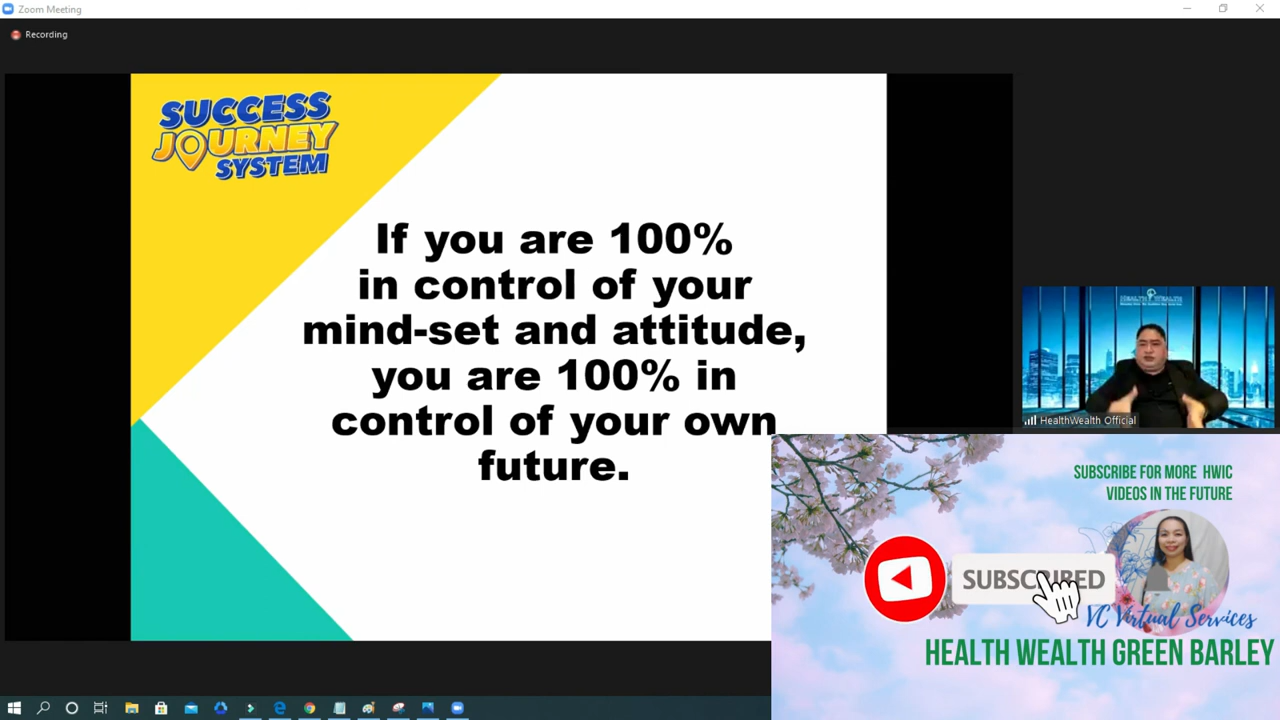 Zoom Meeting
Recording
SUCCESS
JOURNEY
SYSTEM
If you are 100%
in control of your
mind-set and attitude,
you are 100% in
control of your own
future.
HEALTH WEALTH
HealthWealth Official
SUBSCRIBE FOR MORE HWIC
VIDEOS IN THE FUTURE
SUBSCRIBED
VC Virtual Services
HEALTH WEALTH GREEN BARLEY